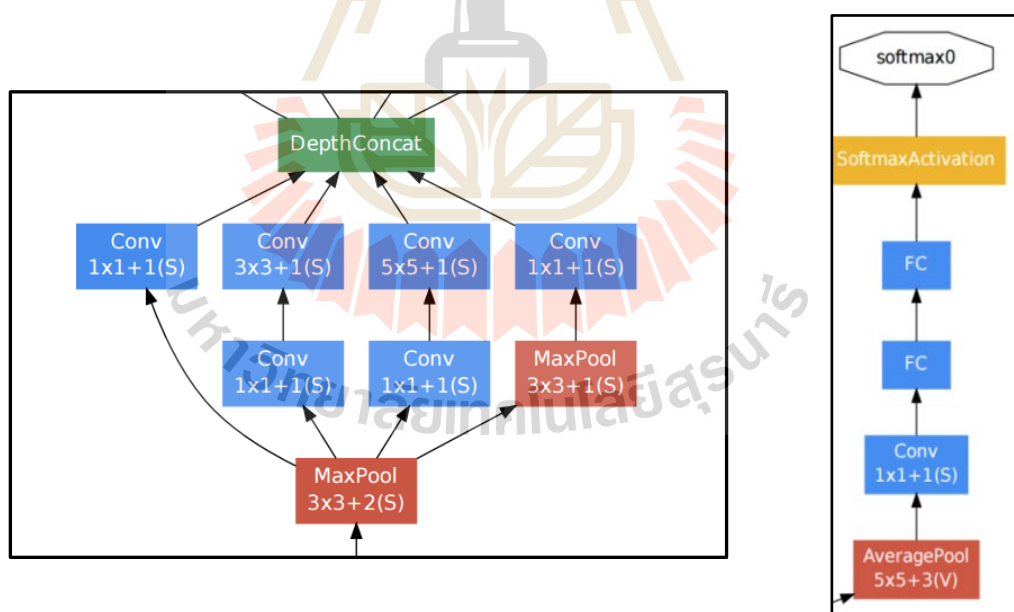 DepthConcat
Conv
1x1+1(S)
Conv
3x3+1(S)
Conv
5x5+1(S)
Conv
1x1+1(S)
Conv
1x1+1(S)
Conv
1x1+1(S)
MaxPool
3x3+1(S)
MaxPool
3x3+2(S)
softmax0
SoftmaxActivation
FC
FC
Conv
1x1+1(S)
AveragePool
5x5+3(V)
มหาวิทยาลัยเทคโนโลยีสุรนารี